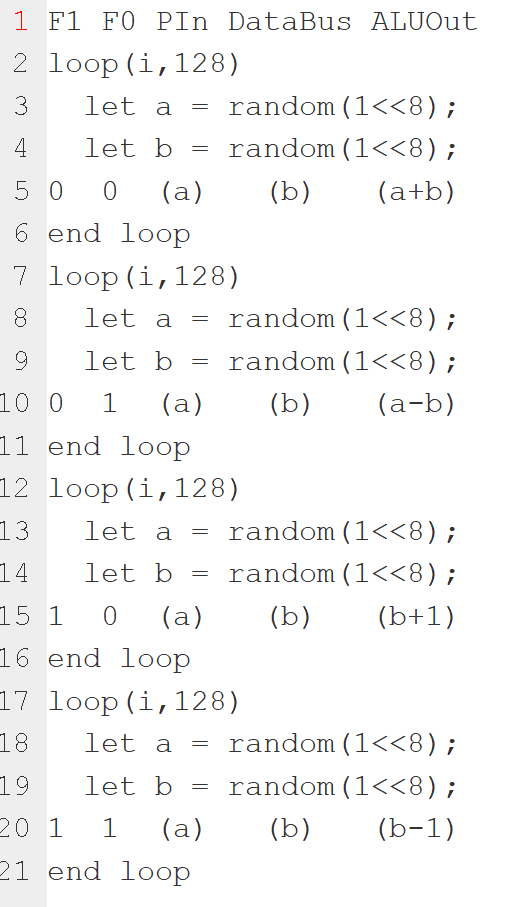 1 F1 F0 PIn DataBus ALUOut
2 loop(i,128)
3   let a = random(1<<8);
4   let b = random(1<<8);
5 0  0  (a)   (b)   (a+b)
6 end loop
7 loop(i,128)
8   let a = random(1<<8);
9   let b = random(1<<8);
10 0  1  (a)   (b)   (a-b)
11 end loop
12 loop(i,128)
13   let a = random(1<<8);
14   let b = random(1<<8);
15 1  0  (a)   (b)   (b+1)
16 end loop
17 loop(i,128)
18   let a = random(1<<8);
19   let b = random(1<<8);
20 1  1  (a)   (b)   (b-1)
21 end loop